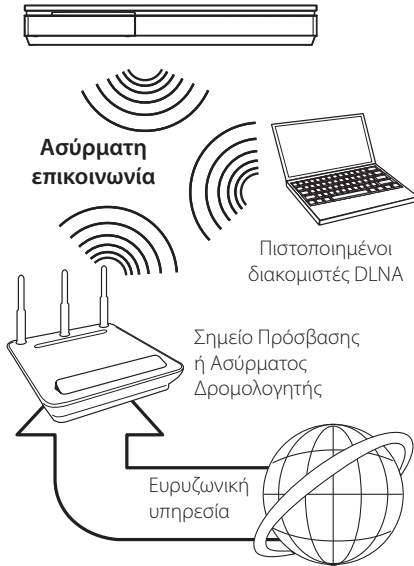 Ασύρματη
επικοινωνία
Πιστοποιημένοι
διακομιστές DLNA
Σημείο Πρόσβασης
ή Ασύρματος
Δρομολογητής
Ευρυζωνική
υπηρεσία